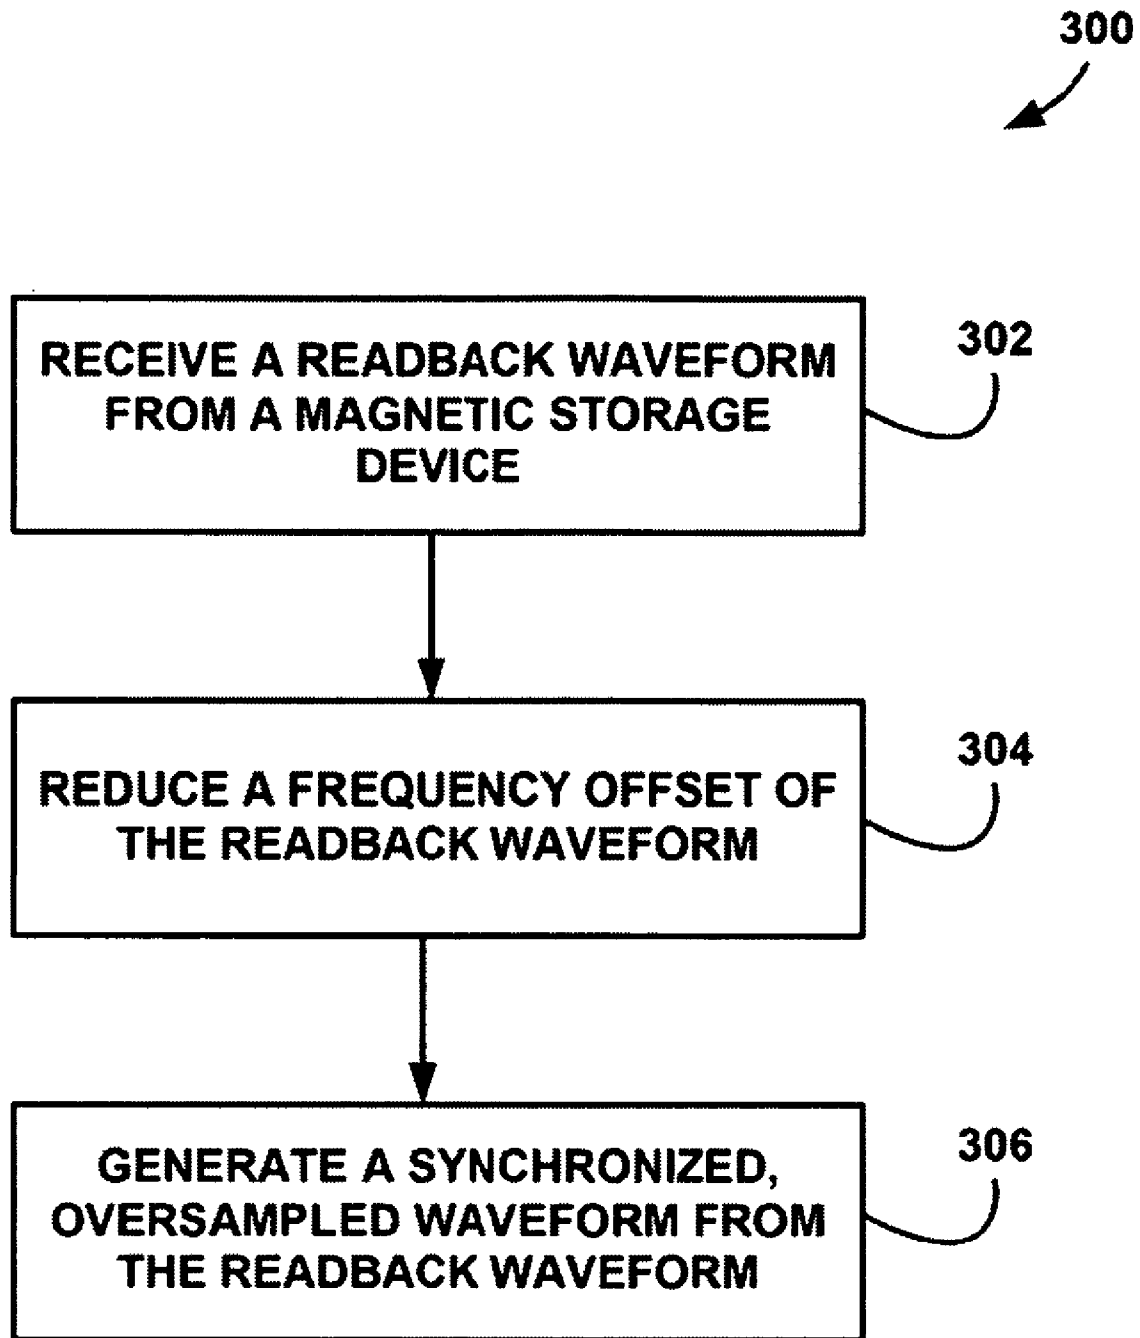 300
RECEIVE A READBACK WAVEFORM
FROM A MAGNETIC STORAGE
DEVICE
302
REDUCE A FREQUENCY OFFSET OF
THE READBACK WAVEFORM
304
GENERATE A SYNCHRONIZED,
OVERSAMPLED WAVEFORM FROM
THE READBACK WAVEFORM
306